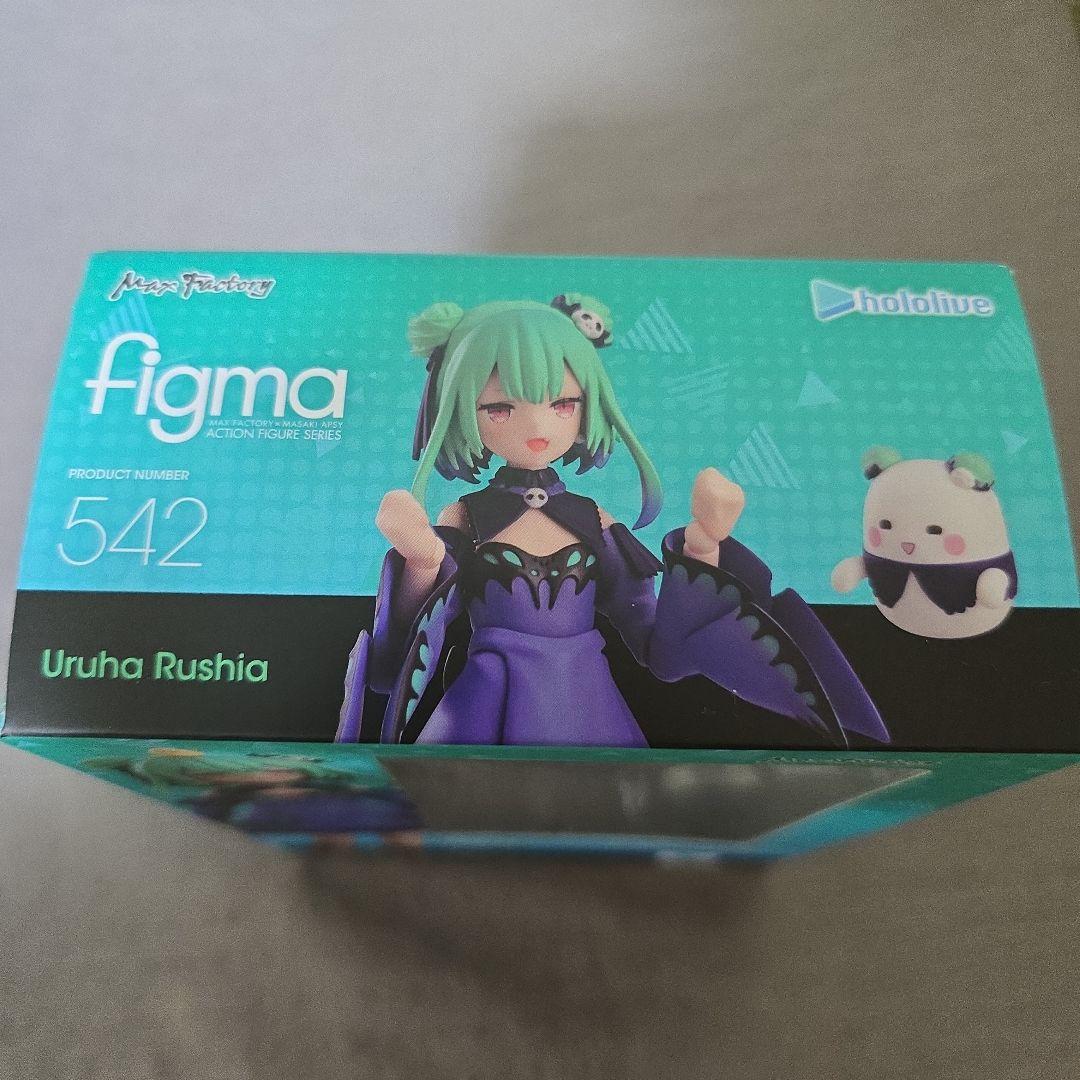 Max Factory
hololive
figma
MAX FACTORY × MASAKI APSY
ACTION FIGURE SERIES
PRODUCT NUMBER
542
Uruha Rushia